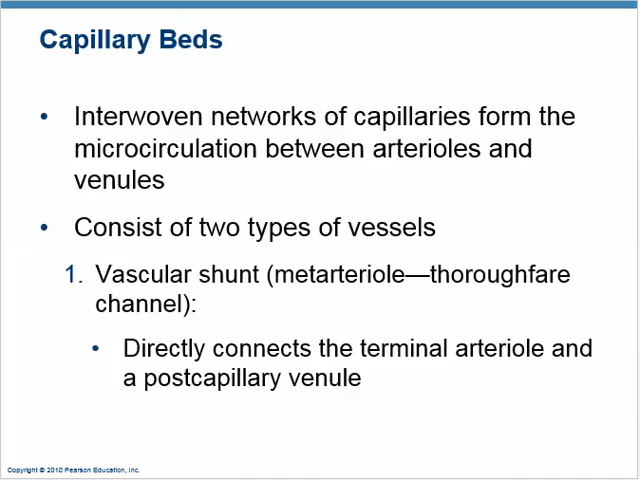 Capillary Beds
• Interwoven networks of capillaries form the
microcirculation between arterioles and
venules
• Consist of two types of vessels
1. Vascular shunt (metarteriole—thoroughfare
channel):
• Directly connects the terminal arteriole and
a postcapillary venule
Copyright © 2010 Pearson Education, Inc.